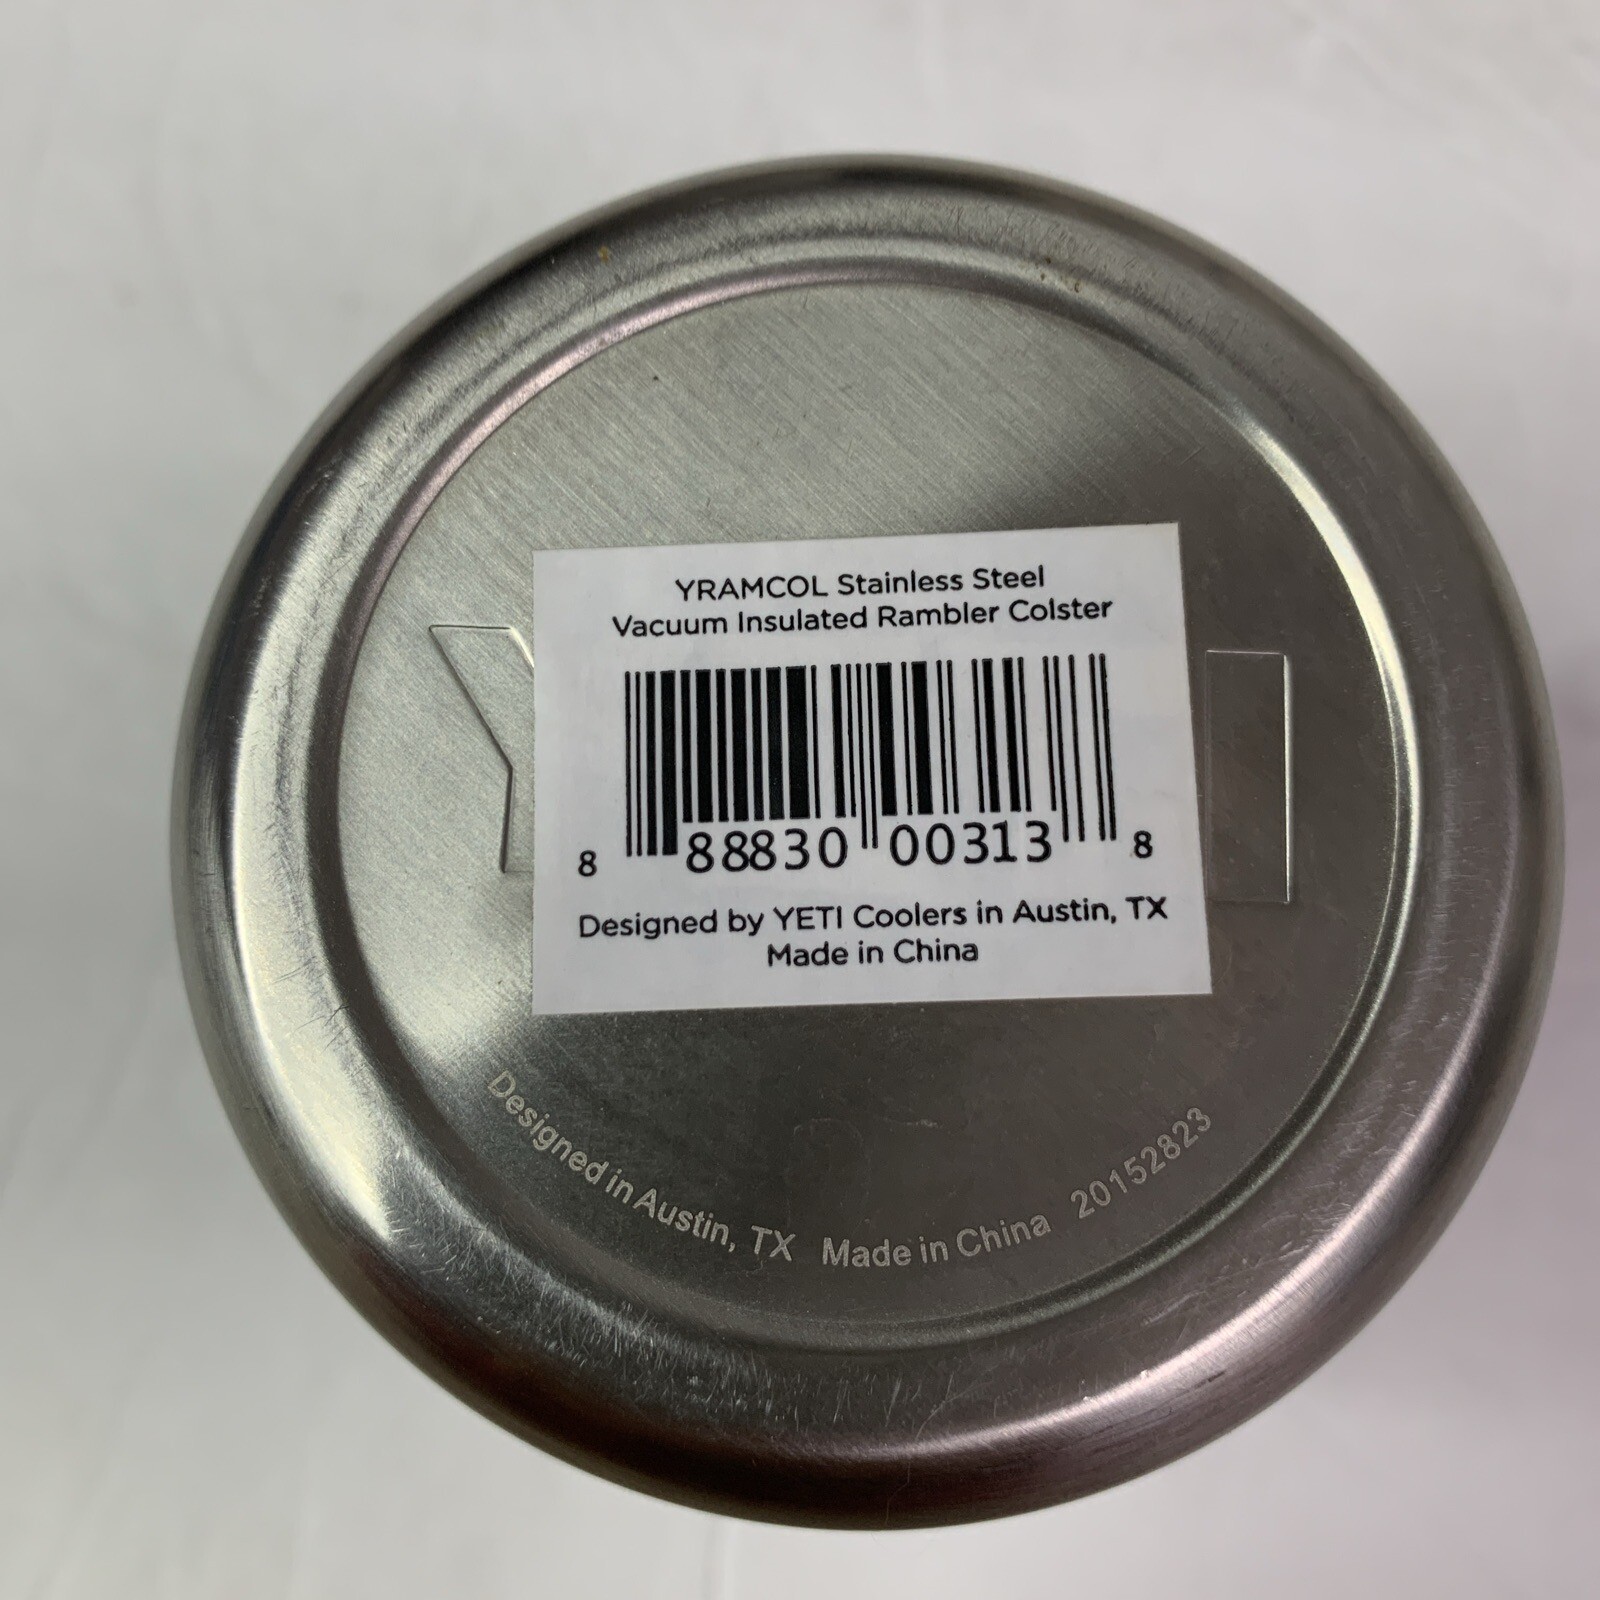 YRAMCOL Stainless Steel
Vacuum Insulated Rambler Colster
8 88830 00313 8
Designed by YETI Coolers in Austin, TX
Made in China
Designed in Austin, TX Made in China 20152823